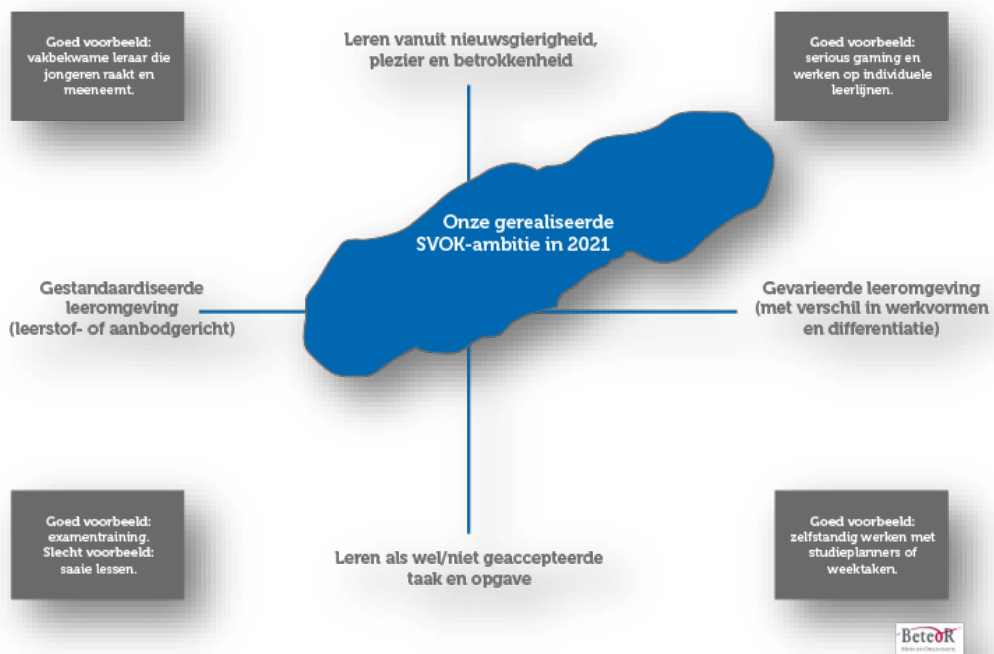 Goed voorbeeld:
vakbekwame leraar die
jongeren raakt en
meeneemt.
Leren vanuit nieuwsgierigheid,
plezier en betrokkenheid
Goed voorbeeld:
serious gaming en
werken op individuele
leerlijnen.
Onze gerealiseerde
SVOK-ambitie in 2021
Gestandaardiseerde
leeromgeving
(leerstof- of aanbodgericht)
Gevarieerde leeromgeving
(met verschil in werkvormen
en differentiatie)
Goed voorbeeld:
examentraining.
Slecht voorbeeld:
saaie lessen.
Leren als wel/niet geaccepteerde
taak en opgave
Goed voorbeeld:
zelfstandig werken met
studieplanners of
weektaken.
BeteoR